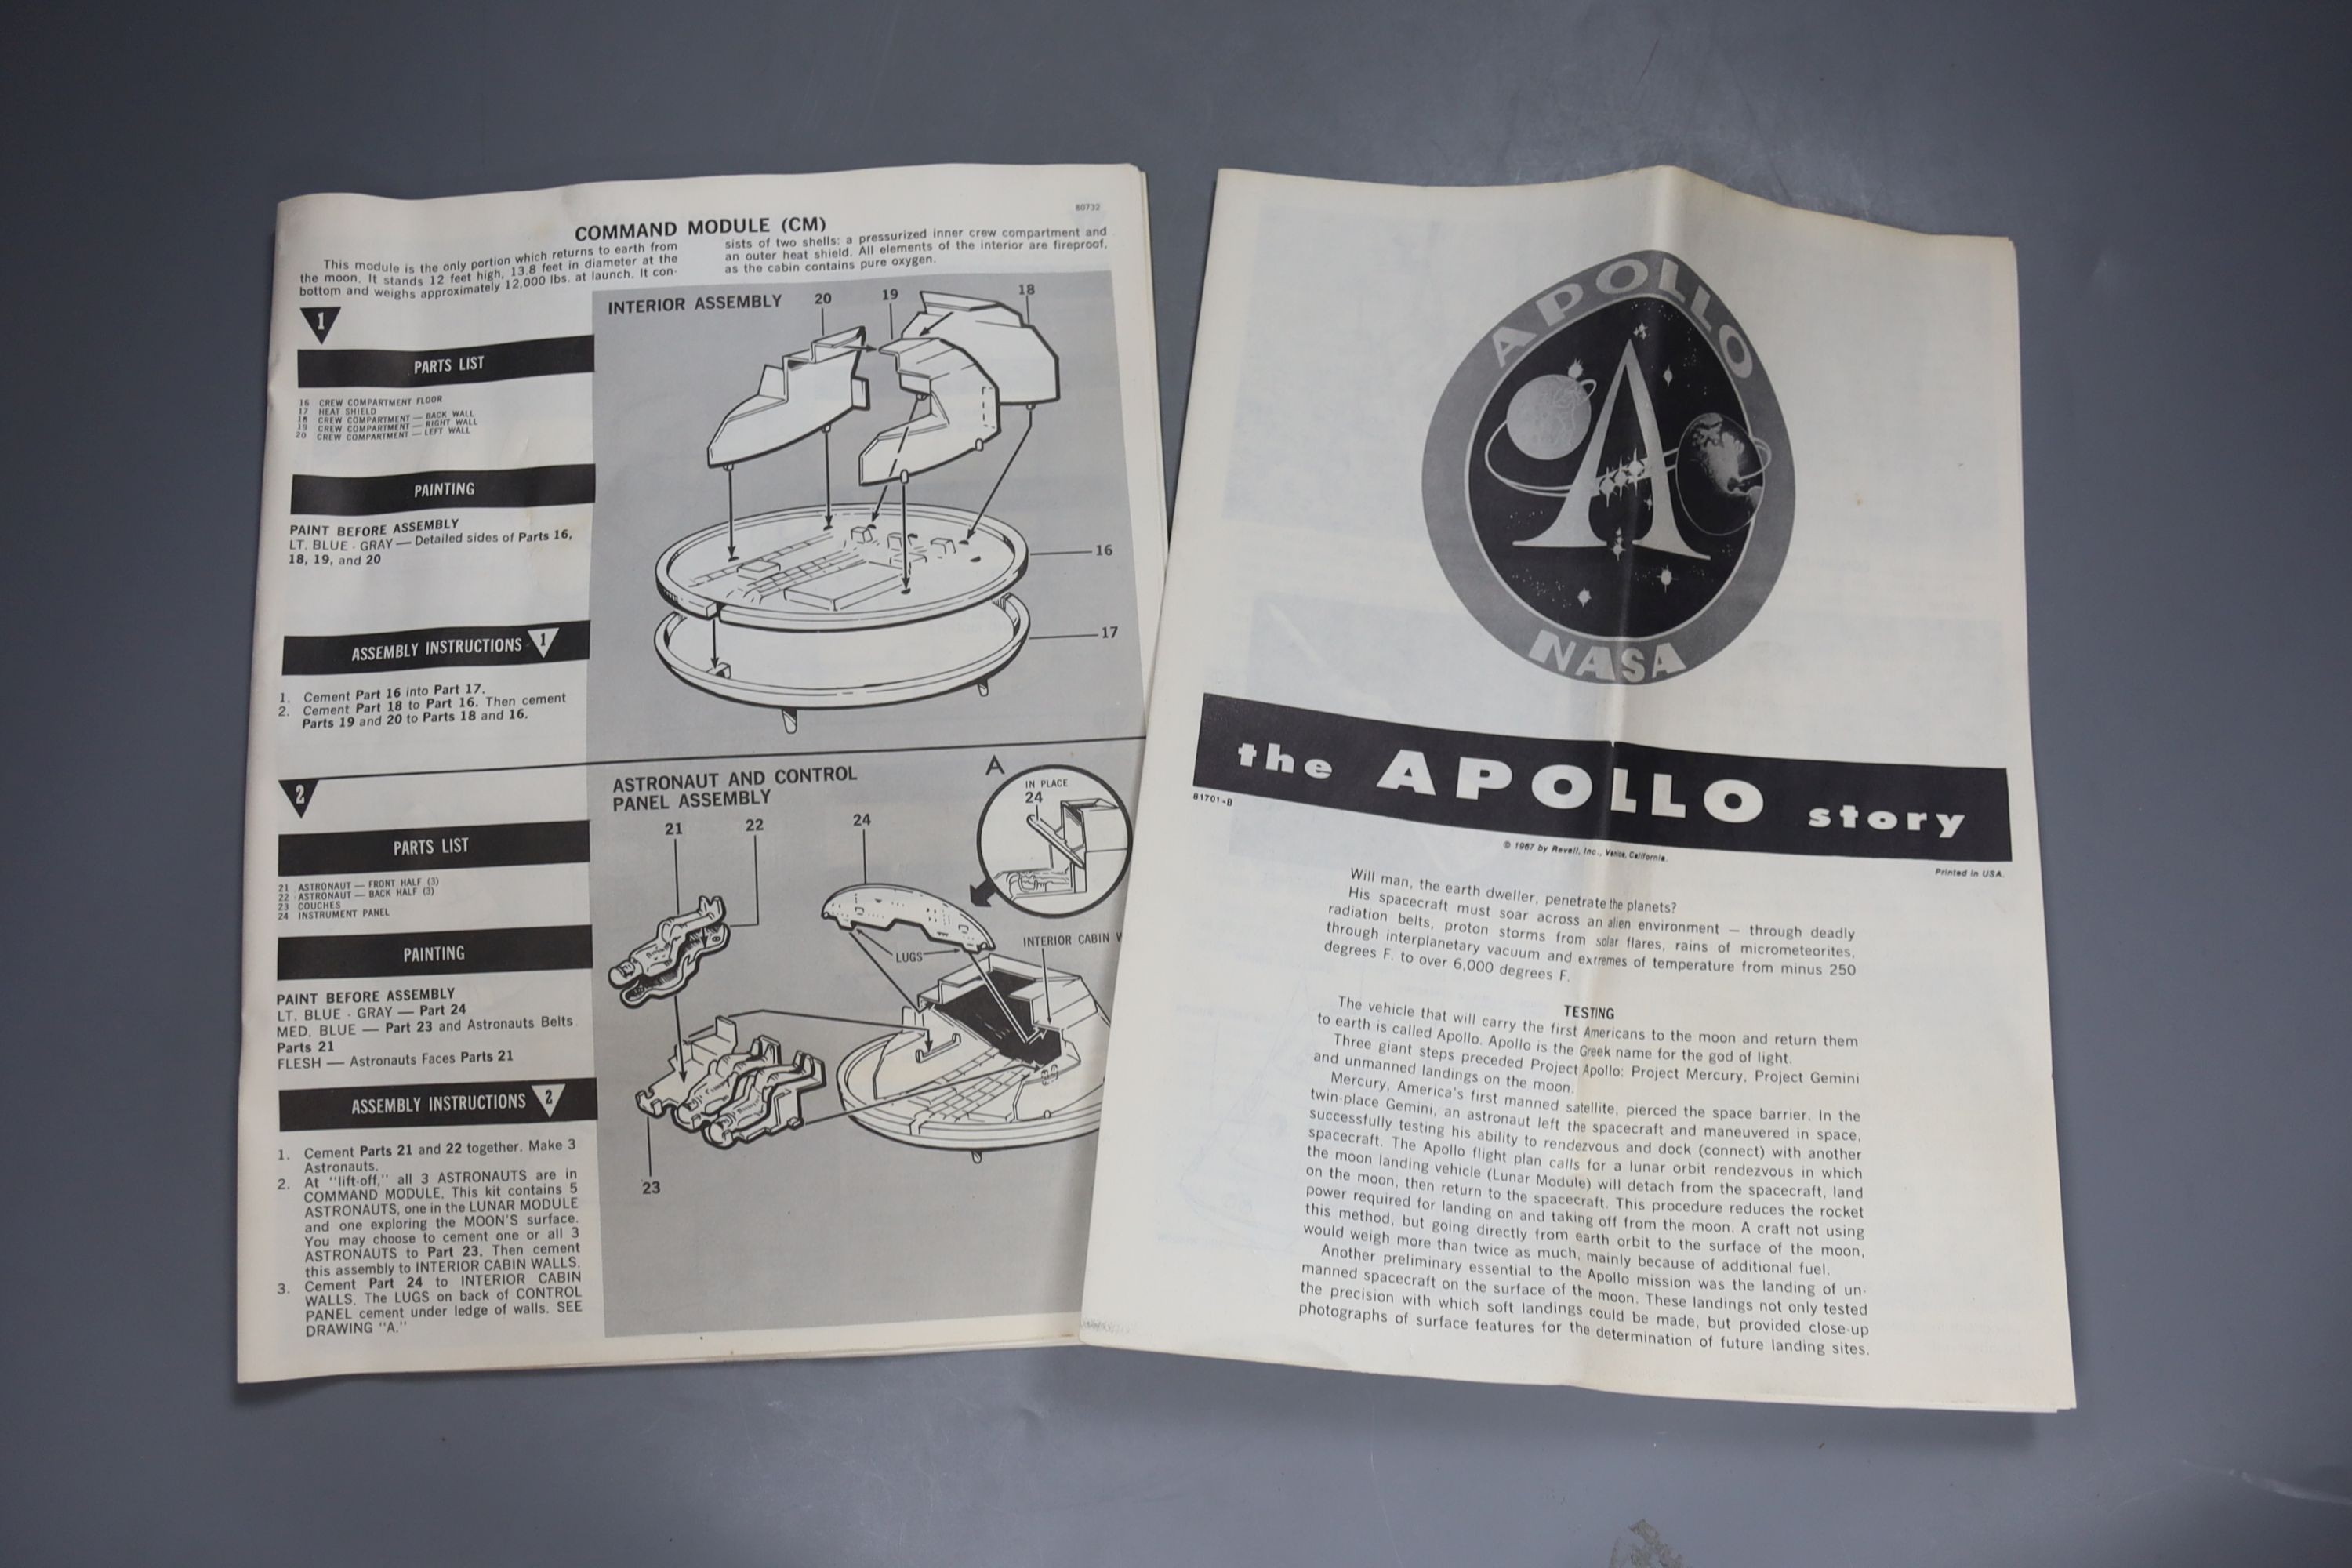 80732
COMMAND MODULE (CM)
This module is the only portion which returns to earth from
the moon. It stands 12 feet high, 13.8 feet in diameter at the
bottom and weighs approximately 12,000 lbs. at launch. It con-
sists of two shells: a pressurized inner crew compartment and
an outer heat shield. All elements of the interior are fireproof,
as the cabin contains pure oxygen.
1
PARTS LIST
16 CREW COMPARTMENT FLOOR
17 HEAT SHIELD
18 CREW COMPARTMENT — BACK WALL
19 CREW COMPARTMENT — RIGHT WALL
20 CREW COMPARTMENT — LEFT WALL
PAINTING
PAINT BEFORE ASSEMBLY
LT. BLUE - GRAY — Detailed sides of Parts 16,
18, 19, and 20
ASSEMBLY INSTRUCTIONS 1
1. Cement Part 16 into Part 17.
2. Cement Part 18 to Part 16. Then cement
Parts 19 and 20 to Parts 18 and 16.
INTERIOR ASSEMBLY
20
19
18
16
17
2
PARTS LIST
21 ASTRONAUT — FRONT HALF (3)
22 ASTRONAUT — BACK HALF (3)
23 COUCHES
24 INSTRUMENT PANEL
PAINTING
PAINT BEFORE ASSEMBLY
LT. BLUE - GRAY — Part 24
MED. BLUE — Part 23 and Astronauts Belts
Parts 21
FLESH — Astronauts Faces Parts 21
ASSEMBLY INSTRUCTIONS 2
1. Cement Parts 21 and 22 together. Make 3
Astronauts.
2. At "lift-off," all 3 ASTRONAUTS are in
COMMAND MODULE. This kit contains 5
ASTRONAUTS, one in the LUNAR MODULE
and one exploring the MOON'S surface.
You may choose to cement one or all 3
ASTRONAUTS to Part 23. Then cement
this assembly to INTERIOR CABIN WALLS.
3. Cement Part 24 to INTERIOR CABIN
WALLS. The LUGS on back of CONTROL
PANEL cement under ledge of walls. SEE
DRAWING "A."
ASTRONAUT AND CONTROL
PANEL ASSEMBLY
A
IN PLACE
24
21
22
24
LUGS
INTERIOR CABIN W
23
APOLLO
A
NASA
the APOLLO story
81701-B
© 1967 by Revell, Inc., Venice, California.
Printed in USA.
Will man, the earth dweller, penetrate the planets?
His spacecraft must soar across an alien environment — through deadly
radiation belts, proton storms from solar flares, rains of micrometeorites,
through interplanetary vacuum and extremes of temperature from minus 250
degrees F. to over 6,000 degrees F.
TESTING
The vehicle that will carry the first Americans to the moon and return them
to earth is called Apollo. Apollo is the Greek name for the god of light.
Three giant steps preceded Project Apollo: Project Mercury, Project Gemini
and unmanned landings on the moon.
Mercury, America's first manned satellite, pierced the space barrier. In the
twin-place Gemini, an astronaut left the spacecraft and maneuvered in space,
successfully testing his ability to rendezvous and dock (connect) with another
spacecraft. The Apollo flight plan calls for a lunar orbit rendezvous in which
the moon landing vehicle (Lunar Module) will detach from the spacecraft, land
on the moon, then return to the spacecraft. This procedure reduces the rocket
power required for landing on and taking off from the moon. A craft not using
this method, but going directly from earth orbit to the surface of the moon,
would weigh more than twice as much, mainly because of additional fuel.
Another preliminary essential to the Apollo mission was the landing of un-
manned spacecraft on the surface of the moon. These landings not only tested
the precision with which soft landings could be made, but provided close-up
photographs of surface features for the determination of future landing sites.